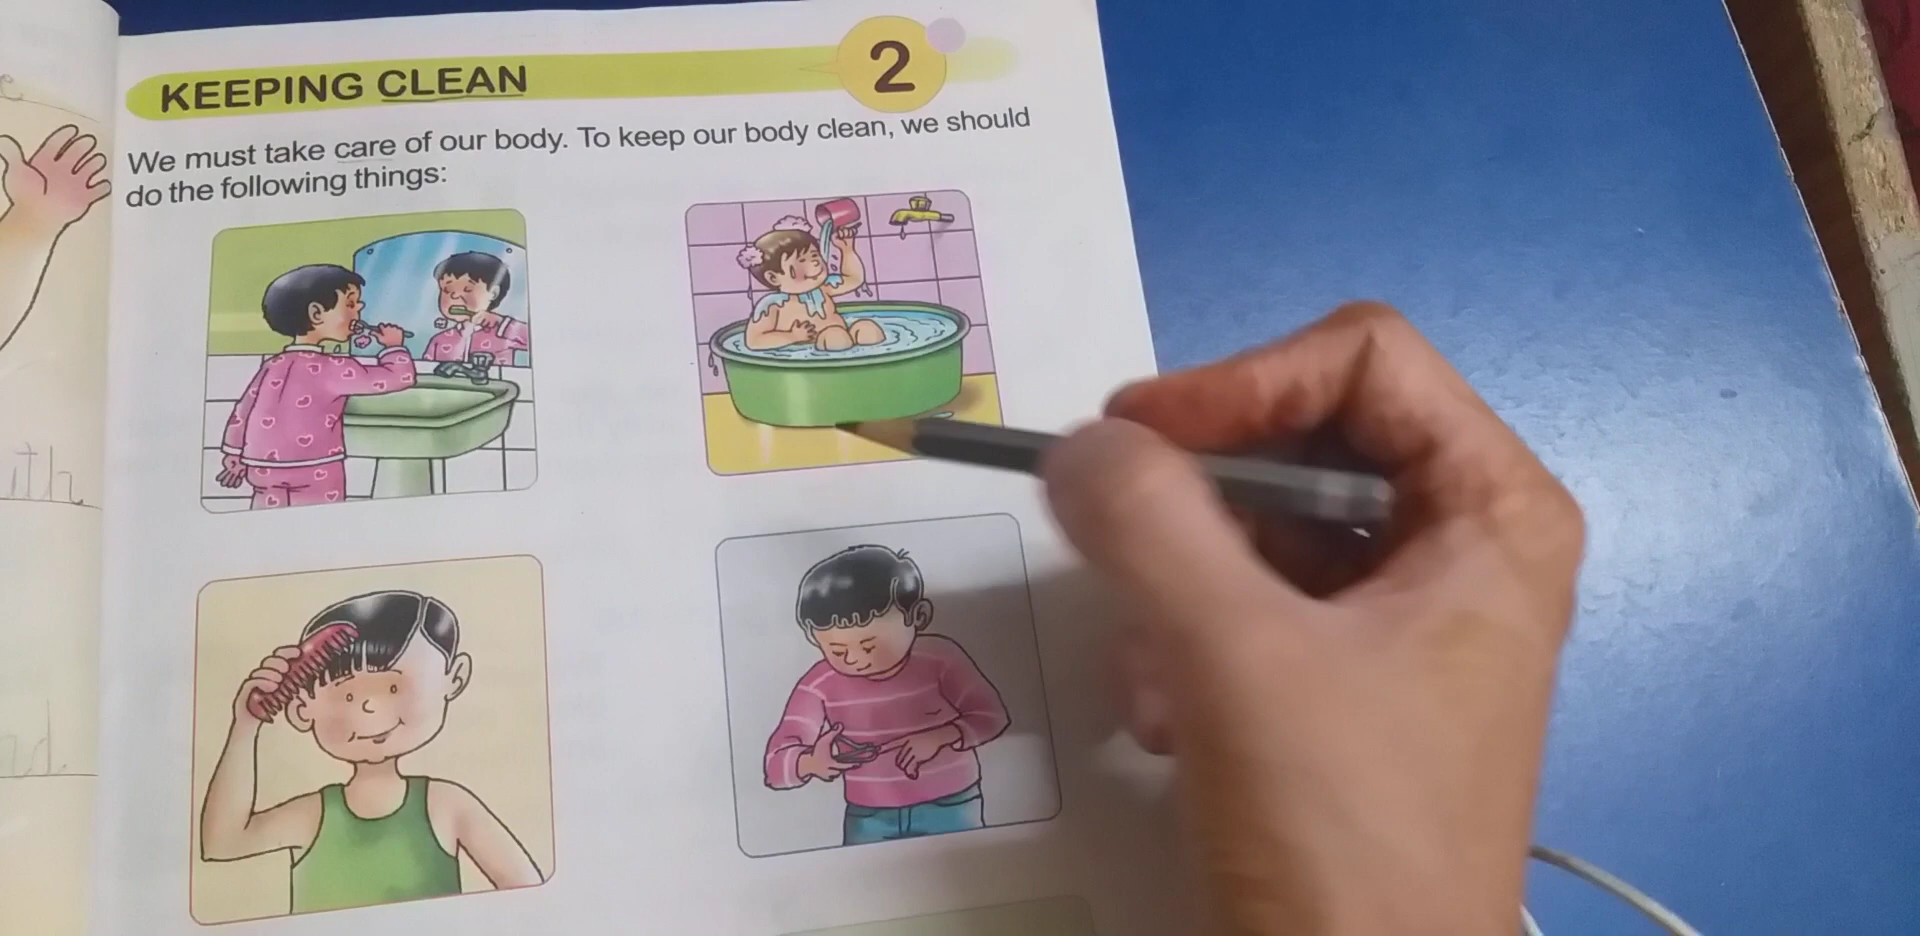 KEEPING CLEAN
2
We must take care of our body. To keep our body clean, we should
do the following things: